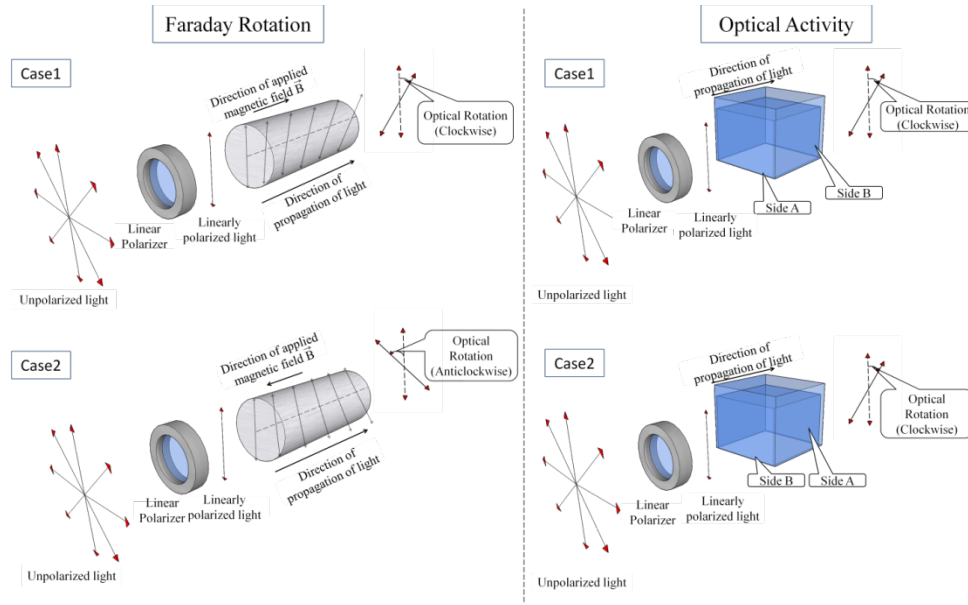 Faraday Rotation
Case1
Direction of applied
magnetic field B⃗
Optical Rotation
(Clockwise)
Direction of
propagation of light
Linear
Polarizer
Linearly
polarized light
Unpolarized light
Case2
Direction of applied
magnetic field B⃗
Optical
Rotation
(Anticlockwise)
Direction of
propagation of light
Linear
Polarizer
Linearly
polarized light
Unpolarized light
Optical Activity
Case1
Direction of
propagation of light
Optical Rotation
(Clockwise)
Side B
Side A
Linear
Polarizer
Linearly
polarized light
Unpolarized light
Case2
Direction of
propagation of light
Optical
Rotation
(Clockwise)
Side B
Side A
Linear
Polarizer
Linearly
polarized light
Unpolarized light